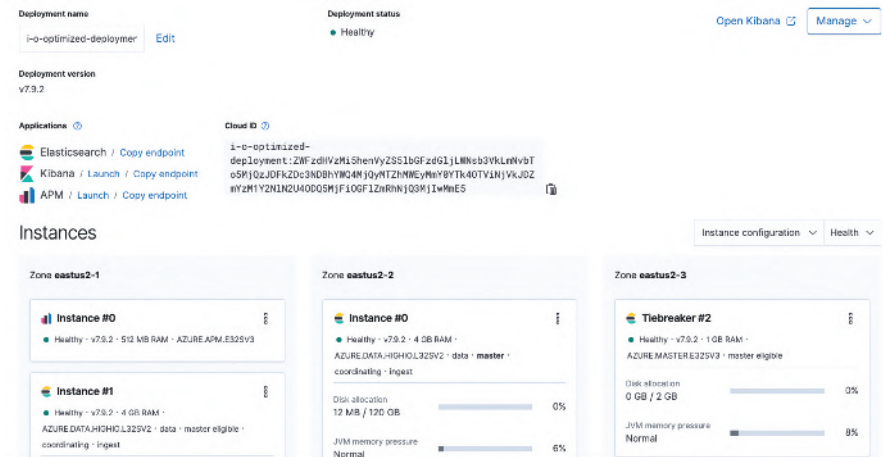 Deployment name
Deployment status
Open Kibana
Manage
i-o-optimized-deploymer
Edit
Healthy
Deployment version
v7.9.2
Applications
Cloud ID
Elasticsearch / Copy endpoint
Kibana / Launch / Copy endpoint
APM / Launch / Copy endpoint
i-o-optimized-
Instances
Instance configuration
Health
Zone eastus2-1
Instance #0
Healthy · v7.9.2 · 512 MB RAM · AZURE.APM.E32SV3
Instance #1
Healthy · v7.9.2 · 4 GB RAM ·
AZURE.DATA.HIGHIO.L32SV2 · data · master eligible ·
coordinating · ingest
Zone eastus2-2
Instance #0
Healthy · v7.9.2 · 4 GB RAM ·
AZURE.DATA.HIGHIO.L32SV2 · data · master ·
coordinating · ingest
Disk allocation
12 MB / 120 GB
0%
JVM memory pressure
Normal
6%
Zone eastus2-3
Tiebreaker #2
Healthy · v7.9.2 · 1 GB RAM ·
AZURE.MASTER.E32SV3 · master eligible
Disk allocation
0 GB / 2 GB
0%
JVM memory pressure
Normal
8%